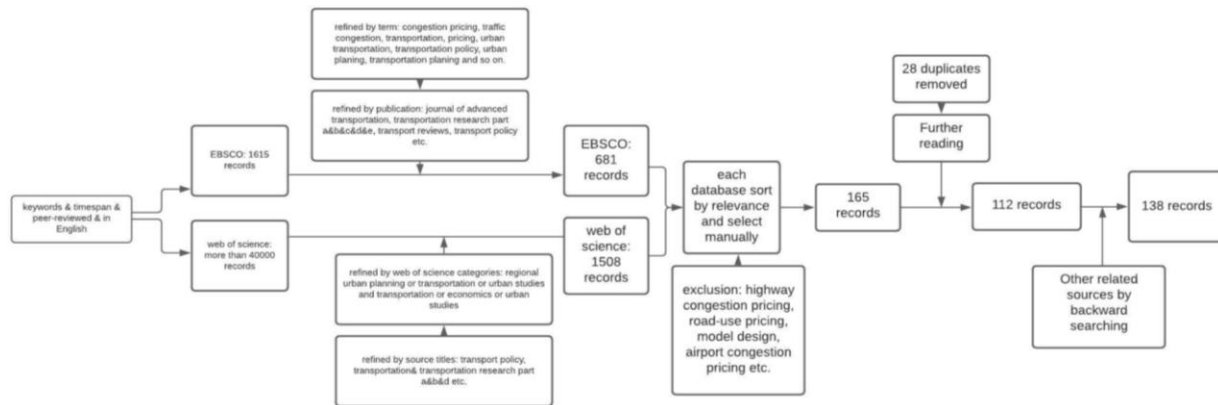 refined by term: congestion pricing, traffic
congestion, transportation, pricing, urban
transportation, transportation policy, urban
planing, transportation planing and so on.
refined by publication: journal of advanced
transportation, transportation research part
a&b&c&d&e, transport reviews, transport policy
etc.
EBSCO: 1615
records
EBSCO:
681
records
keywords & timespan &
peer-reviewed & in
English
web of science:
more than 40000
records
web of
science:
1508
records
refined by web of science categories: regional
urban planning or transportation or urban studies
and transportation or economics or urban
studies
refined by source titles: transport policy,
transportation& transportation research part
a&b&d etc.
each
database sort
by relevance
and select
manually
exclusion: highway
congestion pricing,
road-use pricing,
model design,
airport congestion
pricing etc.
165
records
28 duplicates
removed
Further
reading
112 records
Other related
sources by
backward
searching
138 records